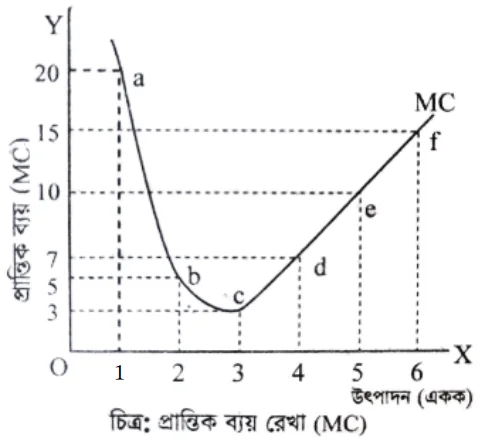 Y
20
a
MC
15
f
প্রান্তিক ব্যয় (MC)
10
e
7
d
b
5
c
3
O
X
1 2 3 4 5 6
উৎপাদন (একক)
চিত্র: প্রান্তিক ব্যয় রেখা (MC)